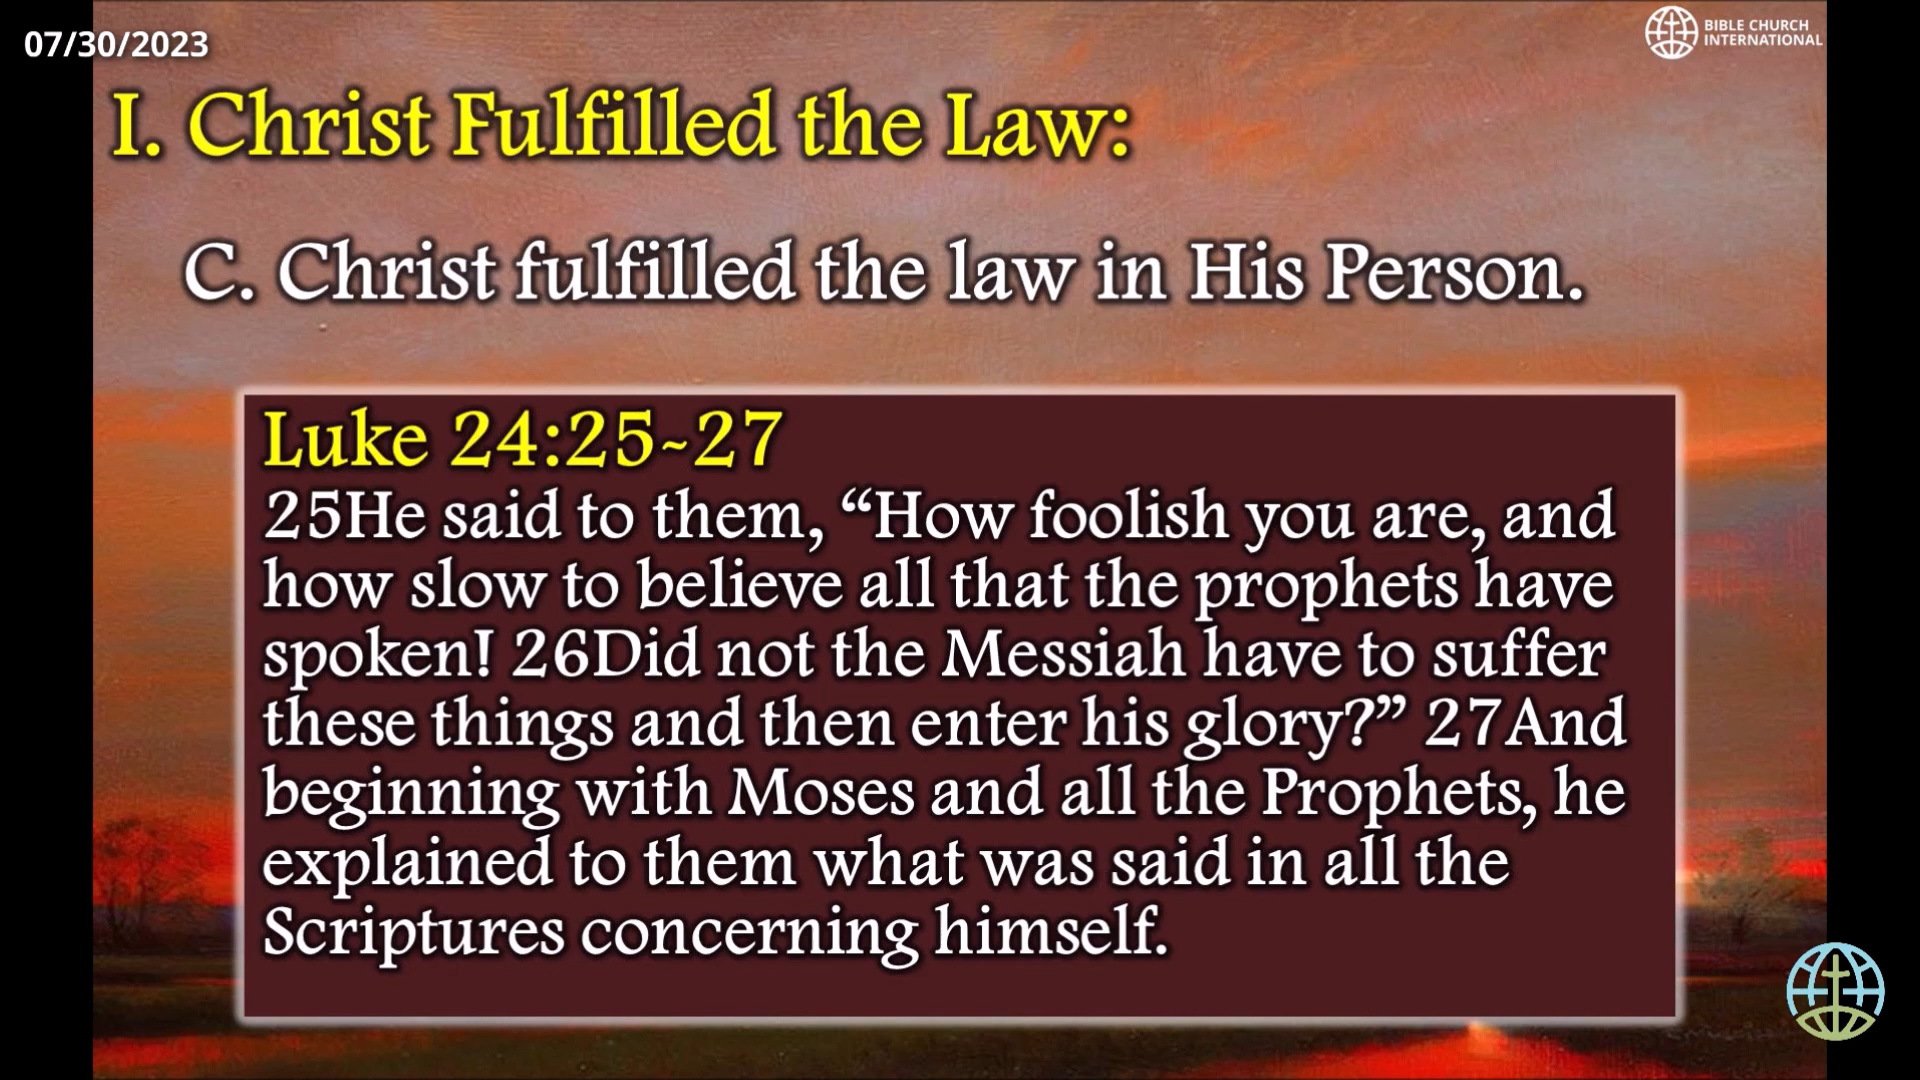 07/30/2023
BIBLE CHURCH
INTERNATIONAL
I. Christ Fulfilled the Law:
C. Christ fulfilled the law in His Person.
Luke 24:25~27
25He said to them, “How foolish you are, and
how slow to believe all that the prophets have
spoken! 26Did not the Messiah have to suffer
these things and then enter his glory?” 27And
beginning with Moses and all the Prophets, he
explained to them what was said in all the
Scriptures concerning himself.